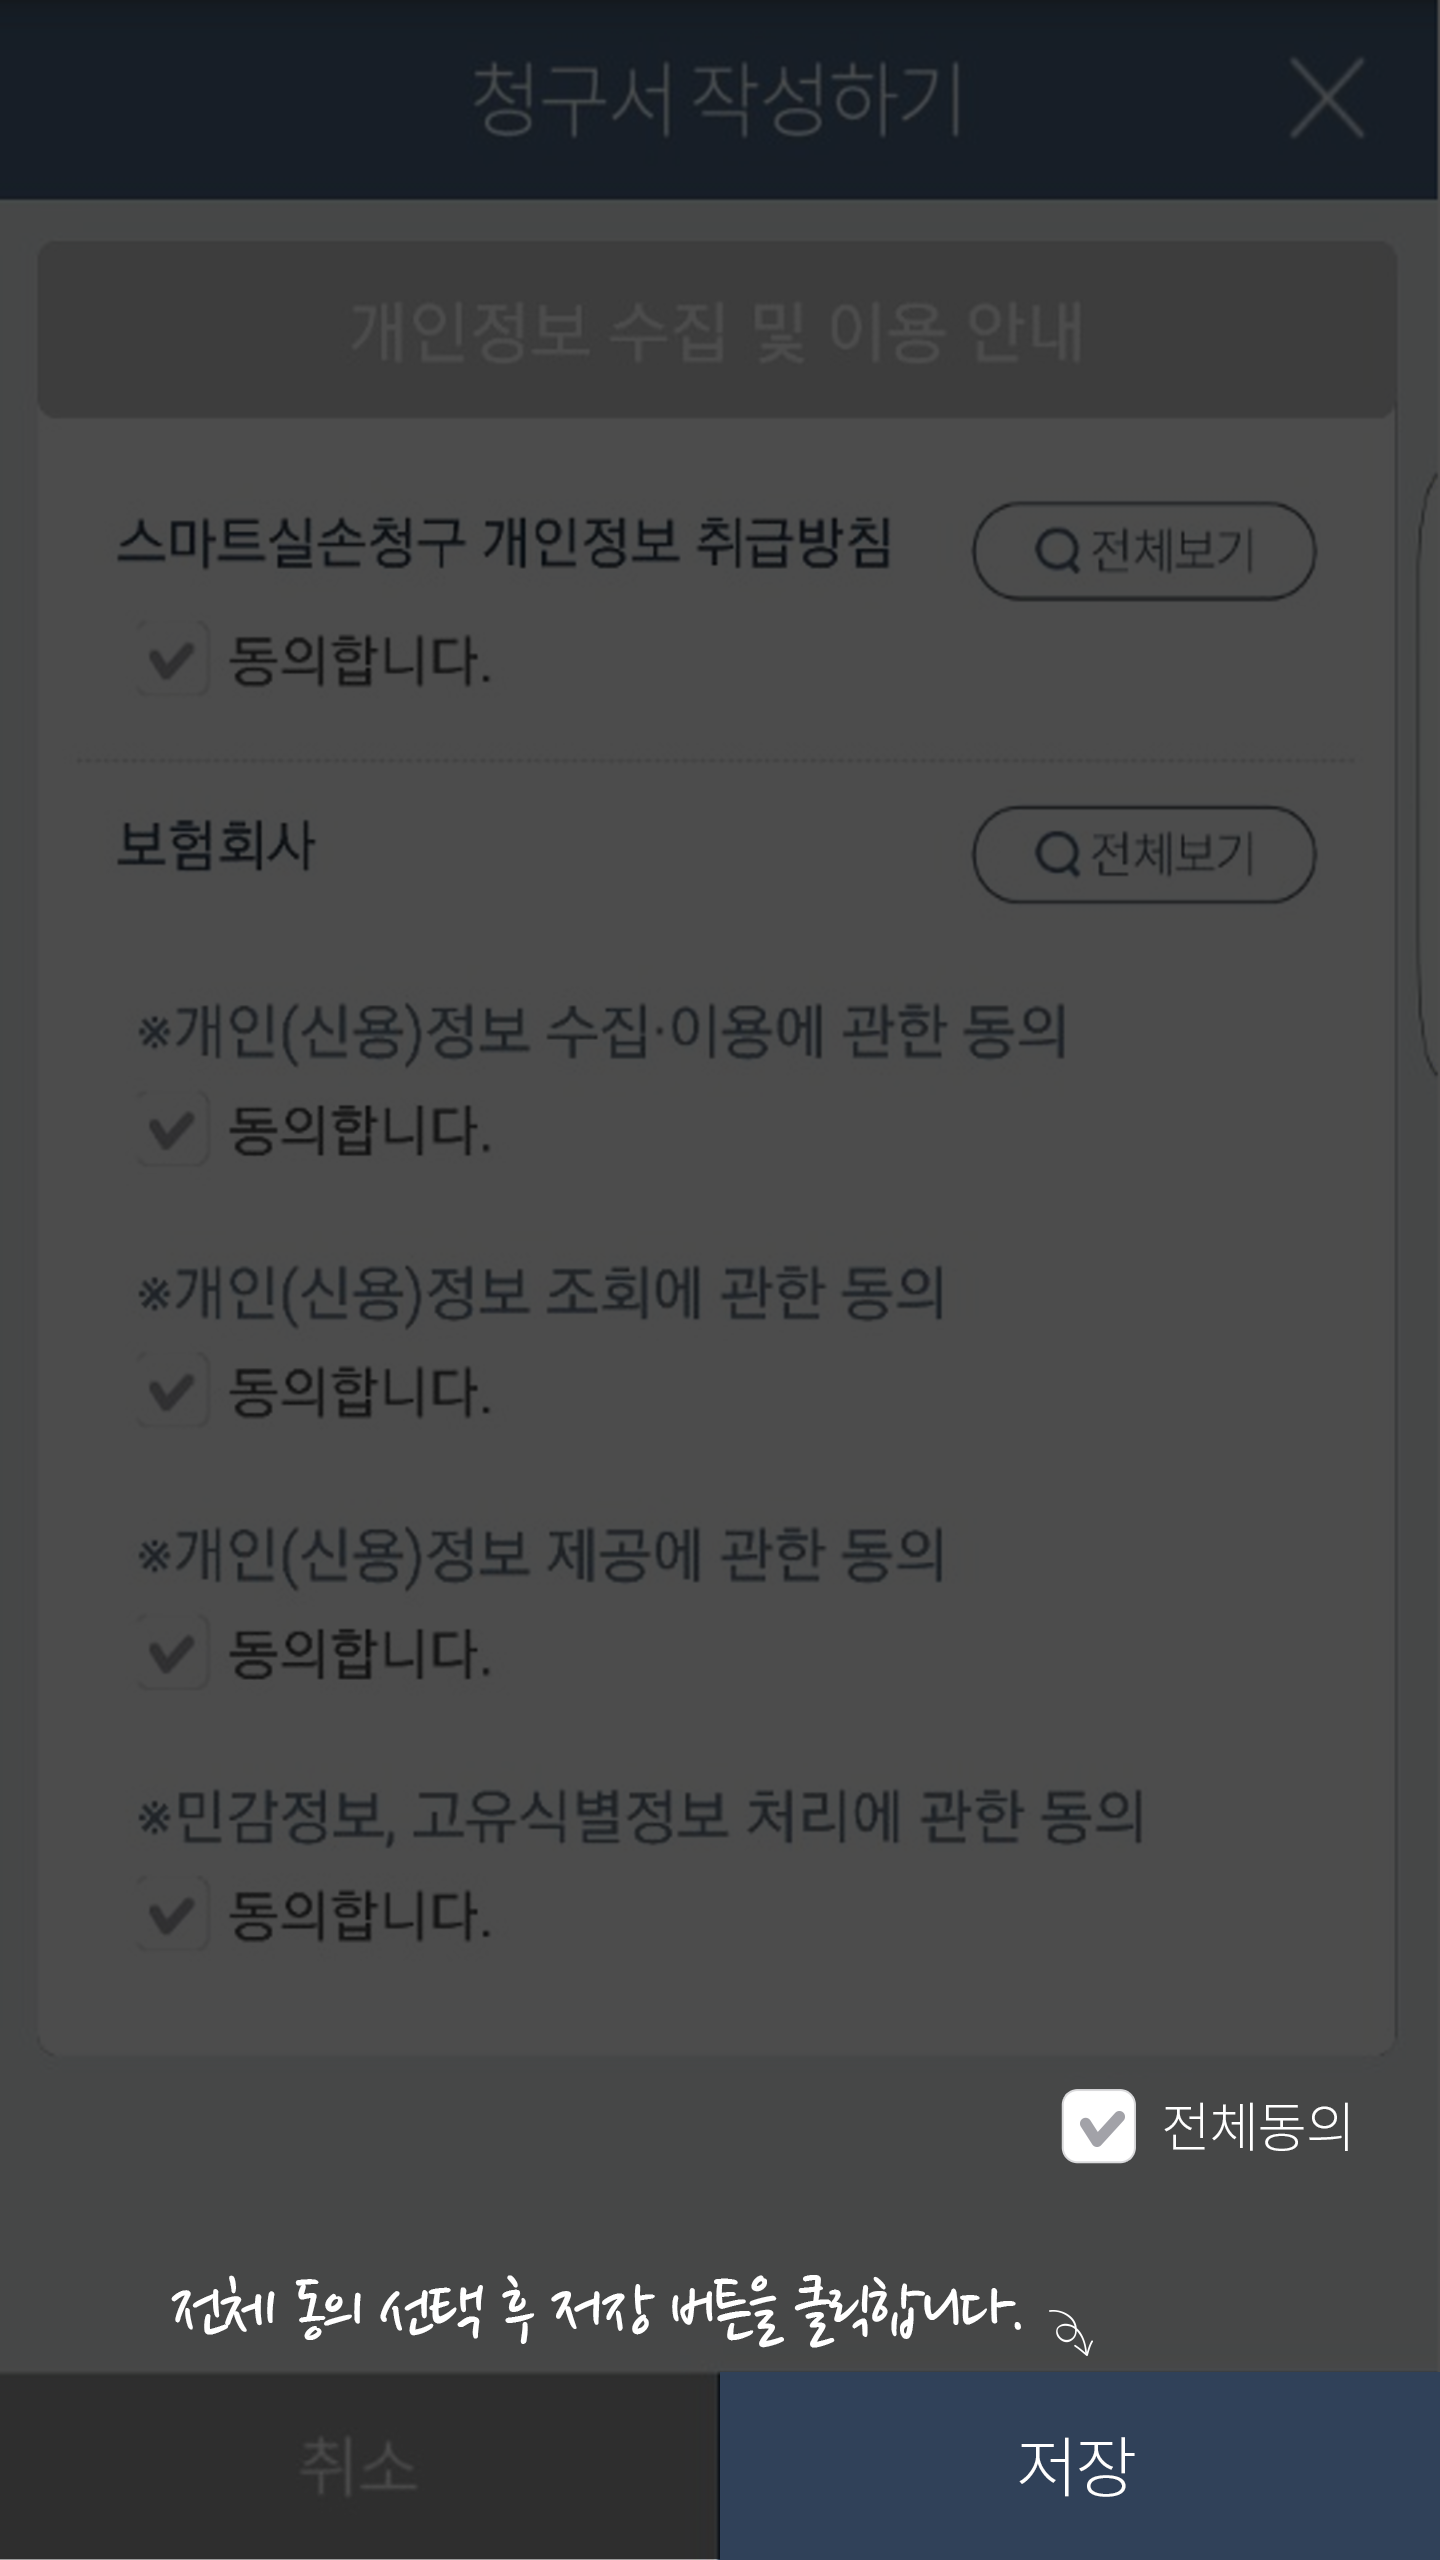 청구서 작성하기
개인정보 수집 및 이용 안내
스마트실손청구 개인정보 취급방침
전체보기
동의합니다.
보험회사
전체보기
※개인(신용)정보 수집·이용에 관한 동의
동의합니다.
※개인(신용)정보 조회에 관한 동의
동의합니다.
※개인(신용)정보 제공에 관한 동의
동의합니다.
※민감정보, 고유식별정보 처리에 관한 동의
동의합니다.
전체동의
전체 동의 선택 후 저장 버튼을 클릭합니다.
취소
저장